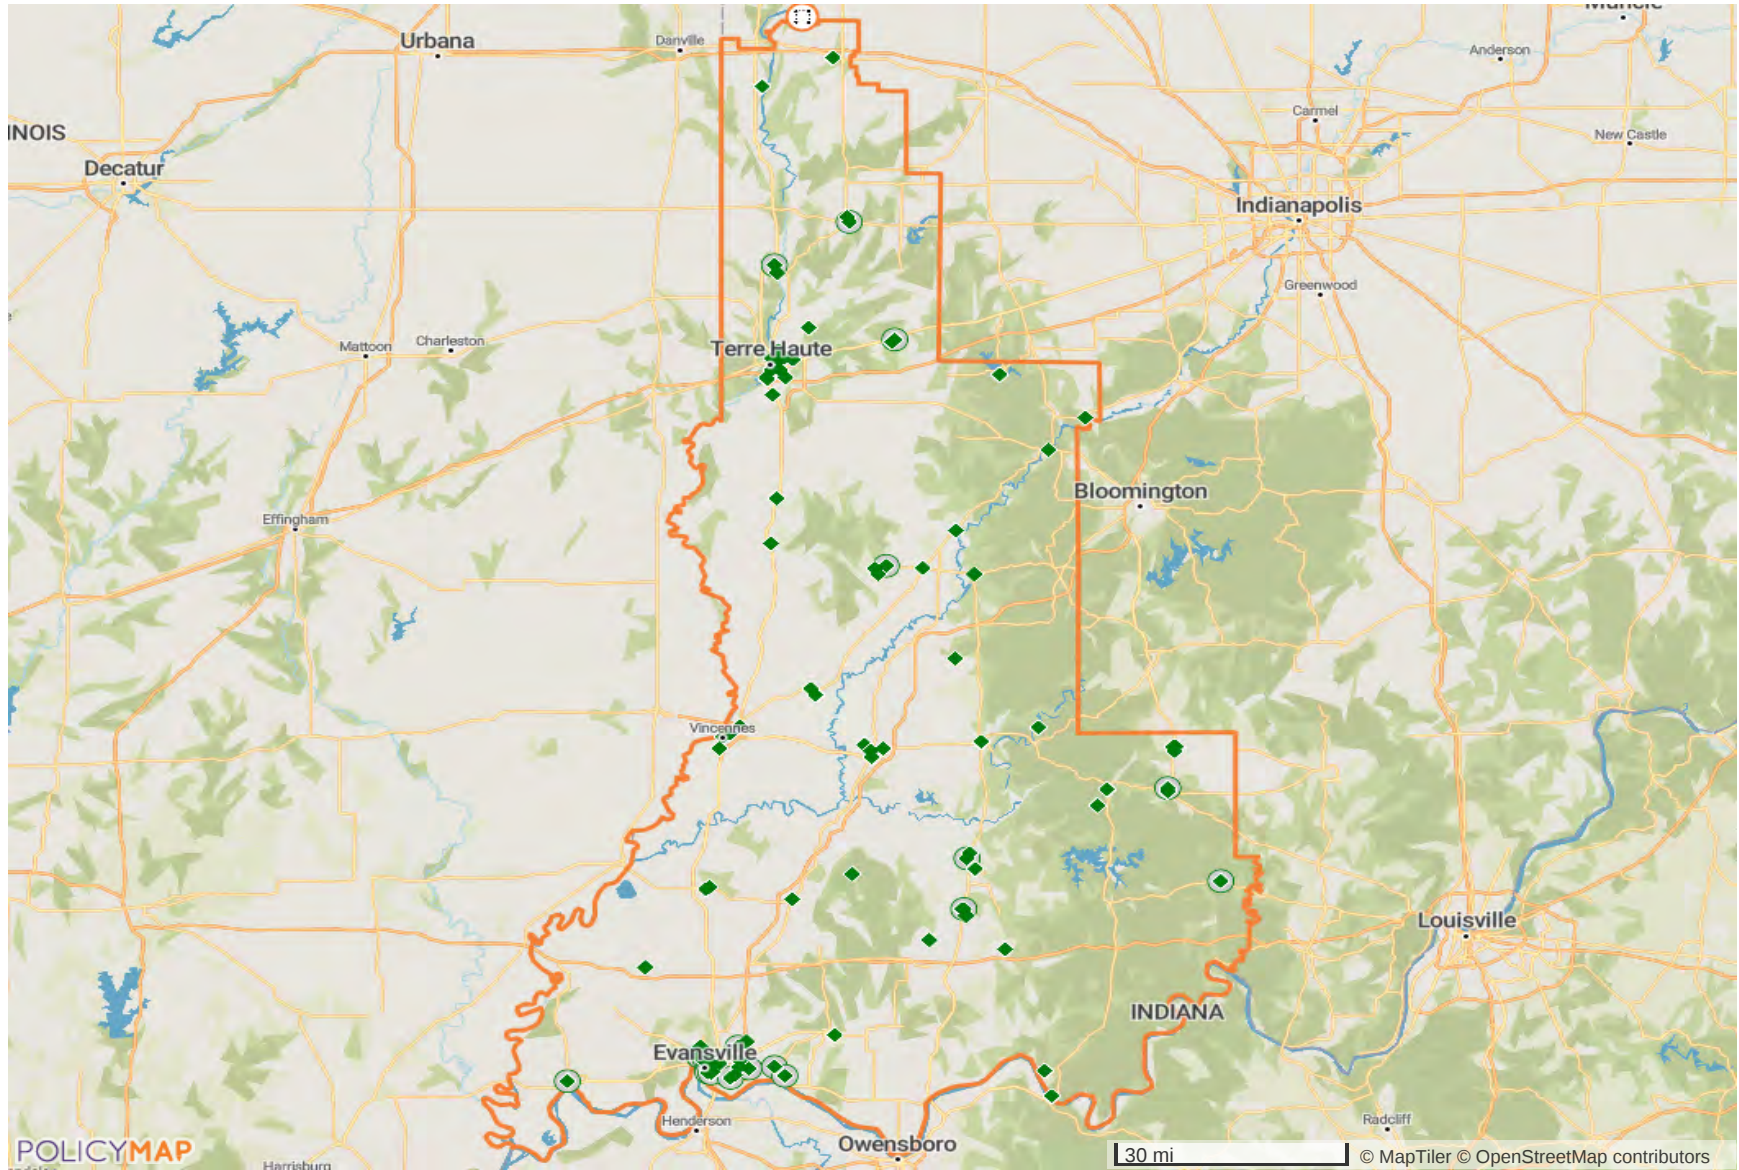 Muncie
Urbana
Danville
Anderson
Carmel
INOIS
New Castle
Decatur
Indianapolis
Greenwood
Mattoon
Charleston
Terre Haute
Bloomington
Effingham
Vincennes
Louisville
INDIANA
Evansville
Henderson
Radcliff
Owensboro
POLICYMAP
Harrisburg
30 mi
© MapTiler © OpenStreetMap contributors